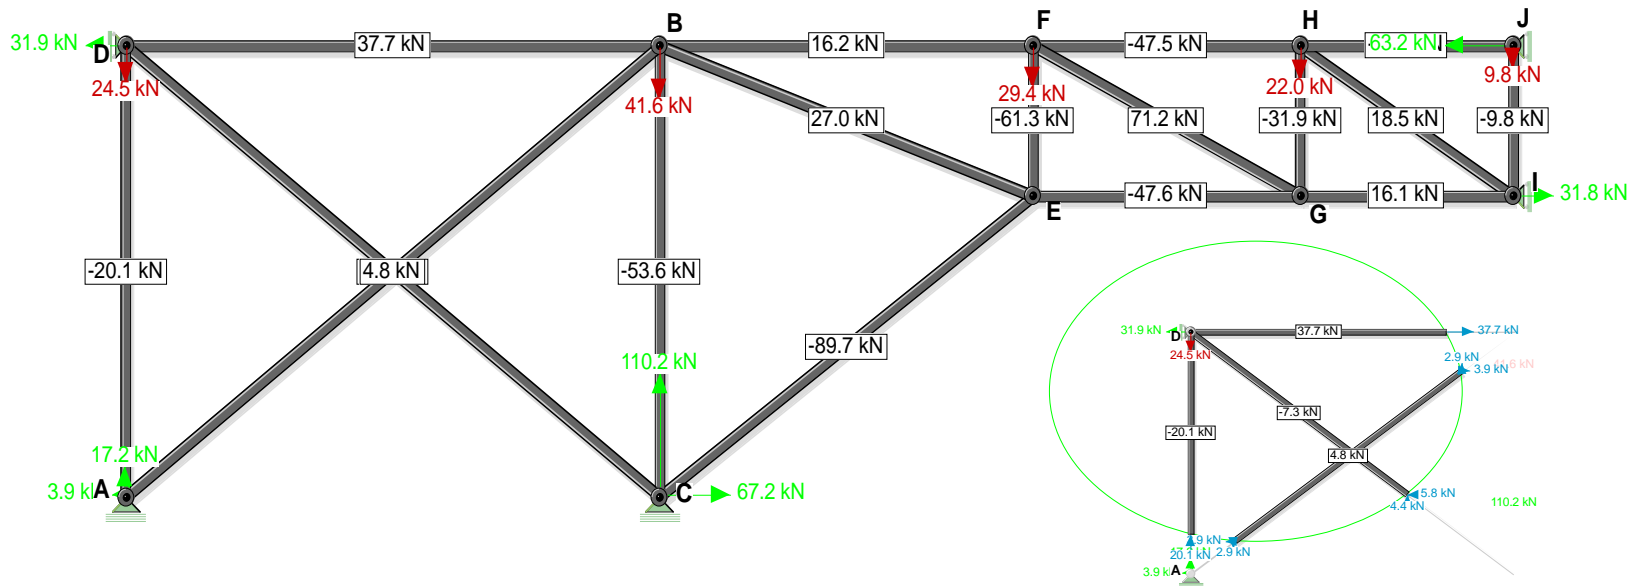 B
F
H
J
31.9 kN
D
37.7 kN
16.2 kN
-47.5 kN
63.2 kN
24.5 kN
41.6 kN
29.4 kN
22.0 kN
9.8 kN
27.0 kN
-61.3 kN
71.2 kN
-31.9 kN
18.5 kN
-9.8 kN
E
-47.6 kN
G
16.1 kN
I
31.8 kN
-20.1 kN
4.8 kN
-53.6 kN
-89.7 kN
110.2 kN
17.2 kN
3.9
A
C
67.2 kN
31.9 kN
D
37.7 kN
37.7 kN
24.5 kN
2.9 kN
3.9 kN
-7.3 kN
-20.1 kN
4.8 kN
5.8 kN
4.4 kN
110.2 kN
20.1 kN
2.9 kN
3.9
A